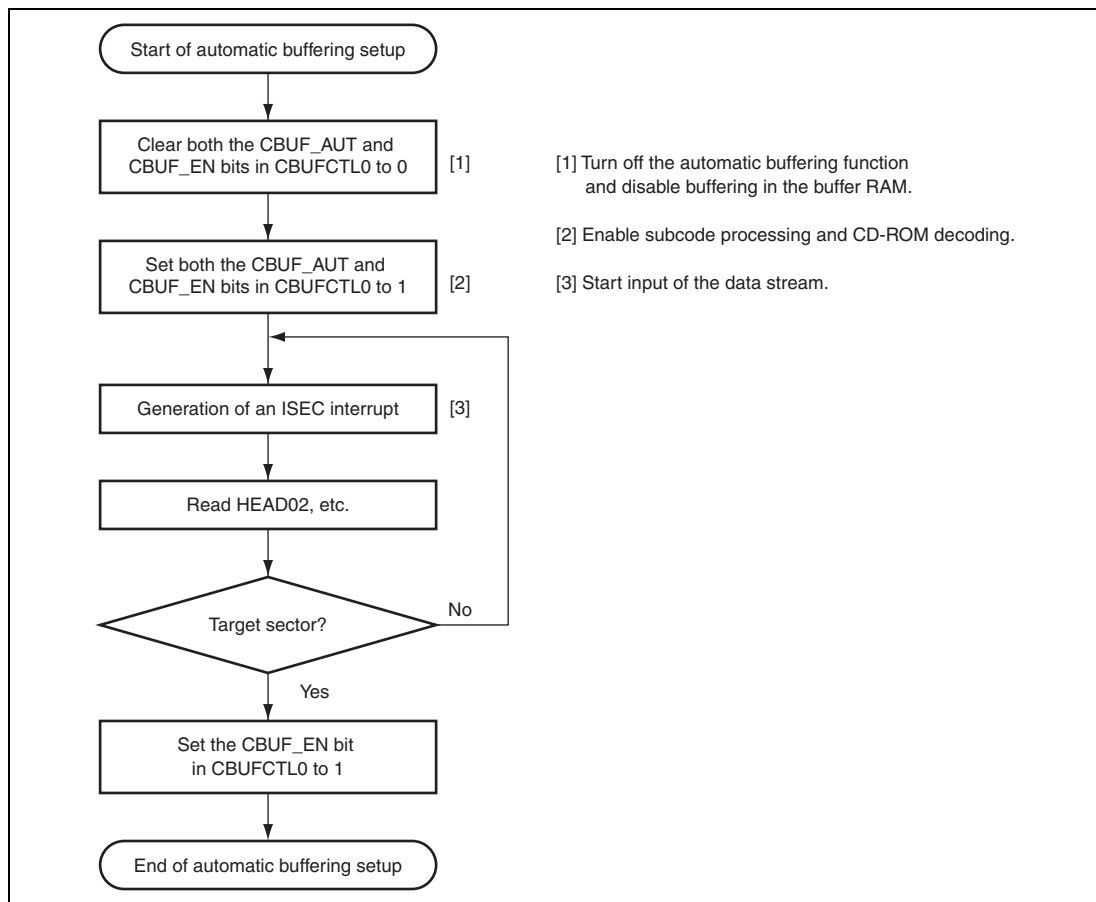 Start of automatic buffering setup
Clear both the CBUF_AUT and
CBUF_EN bits in CBUFCTL0 to 0
[1]
[1] Turn off the automatic buffering function
and disable buffering in the buffer RAM.
[2] Enable subcode processing and CD-ROM decoding.
Set both the CBUF_AUT and
CBUF_EN bits in CBUFCTL0 to 1
[2]
[3] Start input of the data stream.
Generation of an ISEC interrupt
[3]
Read HEAD02, etc.
Target sector?
No
Yes
Set the CBUF_EN bit
in CBUFCTL0 to 1
End of automatic buffering setup